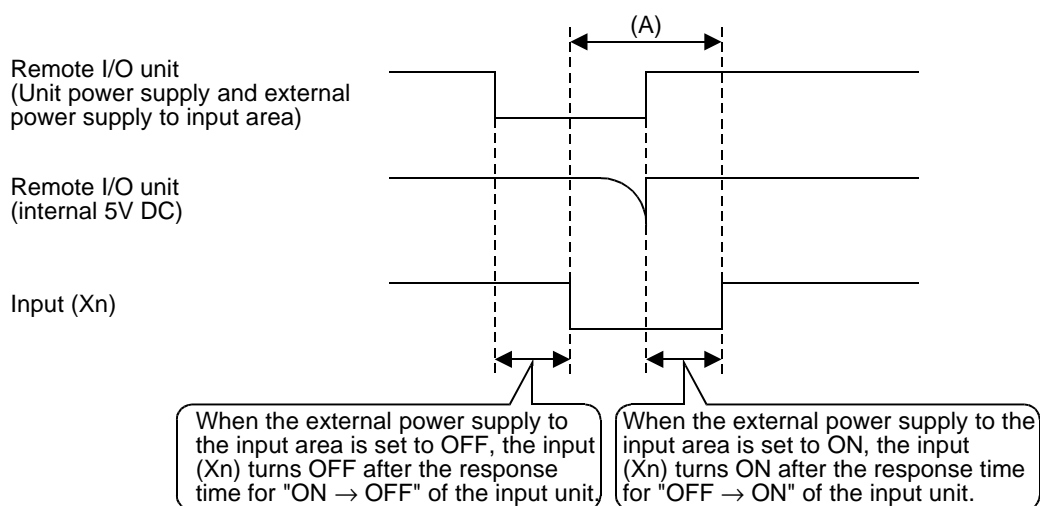 (A)
Remote I/O unit
(Unit power supply and external
power supply to input area)
Remote I/O unit
(internal 5V DC)
Input (Xn)
When the external power supply to
the input area is set to OFF, the input
(Xn) turns OFF after the response
time for "ON → OFF" of the input unit.
When the external power supply to the
input area is set to ON, the input
(Xn) turns ON after the response time
for "OFF → ON" of the input unit.